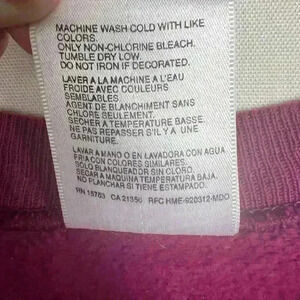 MACHINE WASH COLD WITH LIKE
COLORS.
ONLY NON-CHLORINE BLEACH.
TUMBLE DRY LOW.
DO NOT IRON IF DECORATED.
LAVER A LA MACHINE A L'EAU
FROIDE AVEC COULEURS
SEMBLABLES.
AGENT DE BLANCHIMENT SANS
CHLORE SEULEMENT.
SECHER A TEMPERATURE BASSE.
NE PAS REPASSER S'IL Y A UNE
GARNITURE.
LAVAR A MANO O EN LAVADORA CON AGUA
FRIA CON COLORES SIMILARES.
SOLO BLANQUEADOR SIN CLORO.
SECAR A MAQUINA TEMPERATURA BAJA.
NO PLANCHAR SI TIENE ESTAMPADO.
RN 15763 CA 21356 RFC HME-920312-MDO